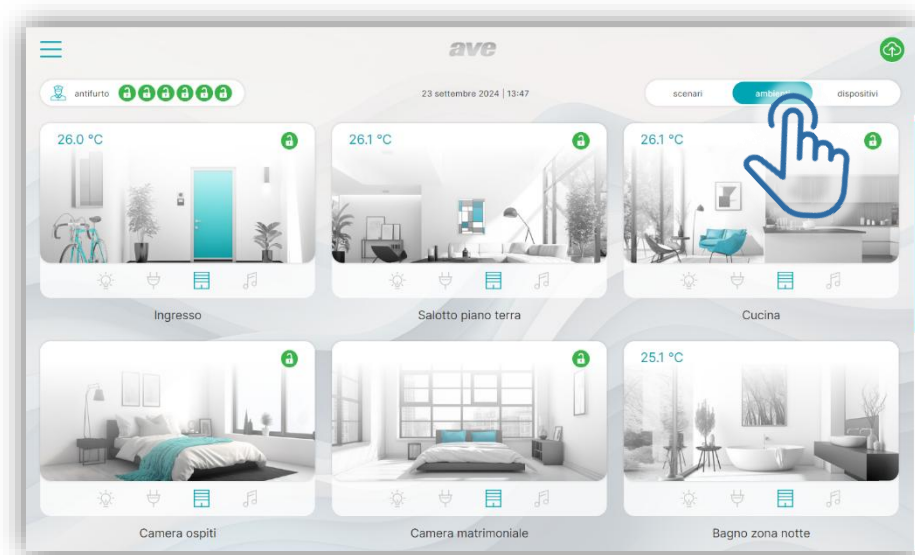 ave
antifurto
23 settembre 2024 | 13:47
scenari
ambienti
dispositivi
26.0 °C
26.1 °C
26.1 °C
Ingresso
Salotto piano terra
Cucina
25.1 °C
Camera ospiti
Camera matrimoniale
Bagno zona notte